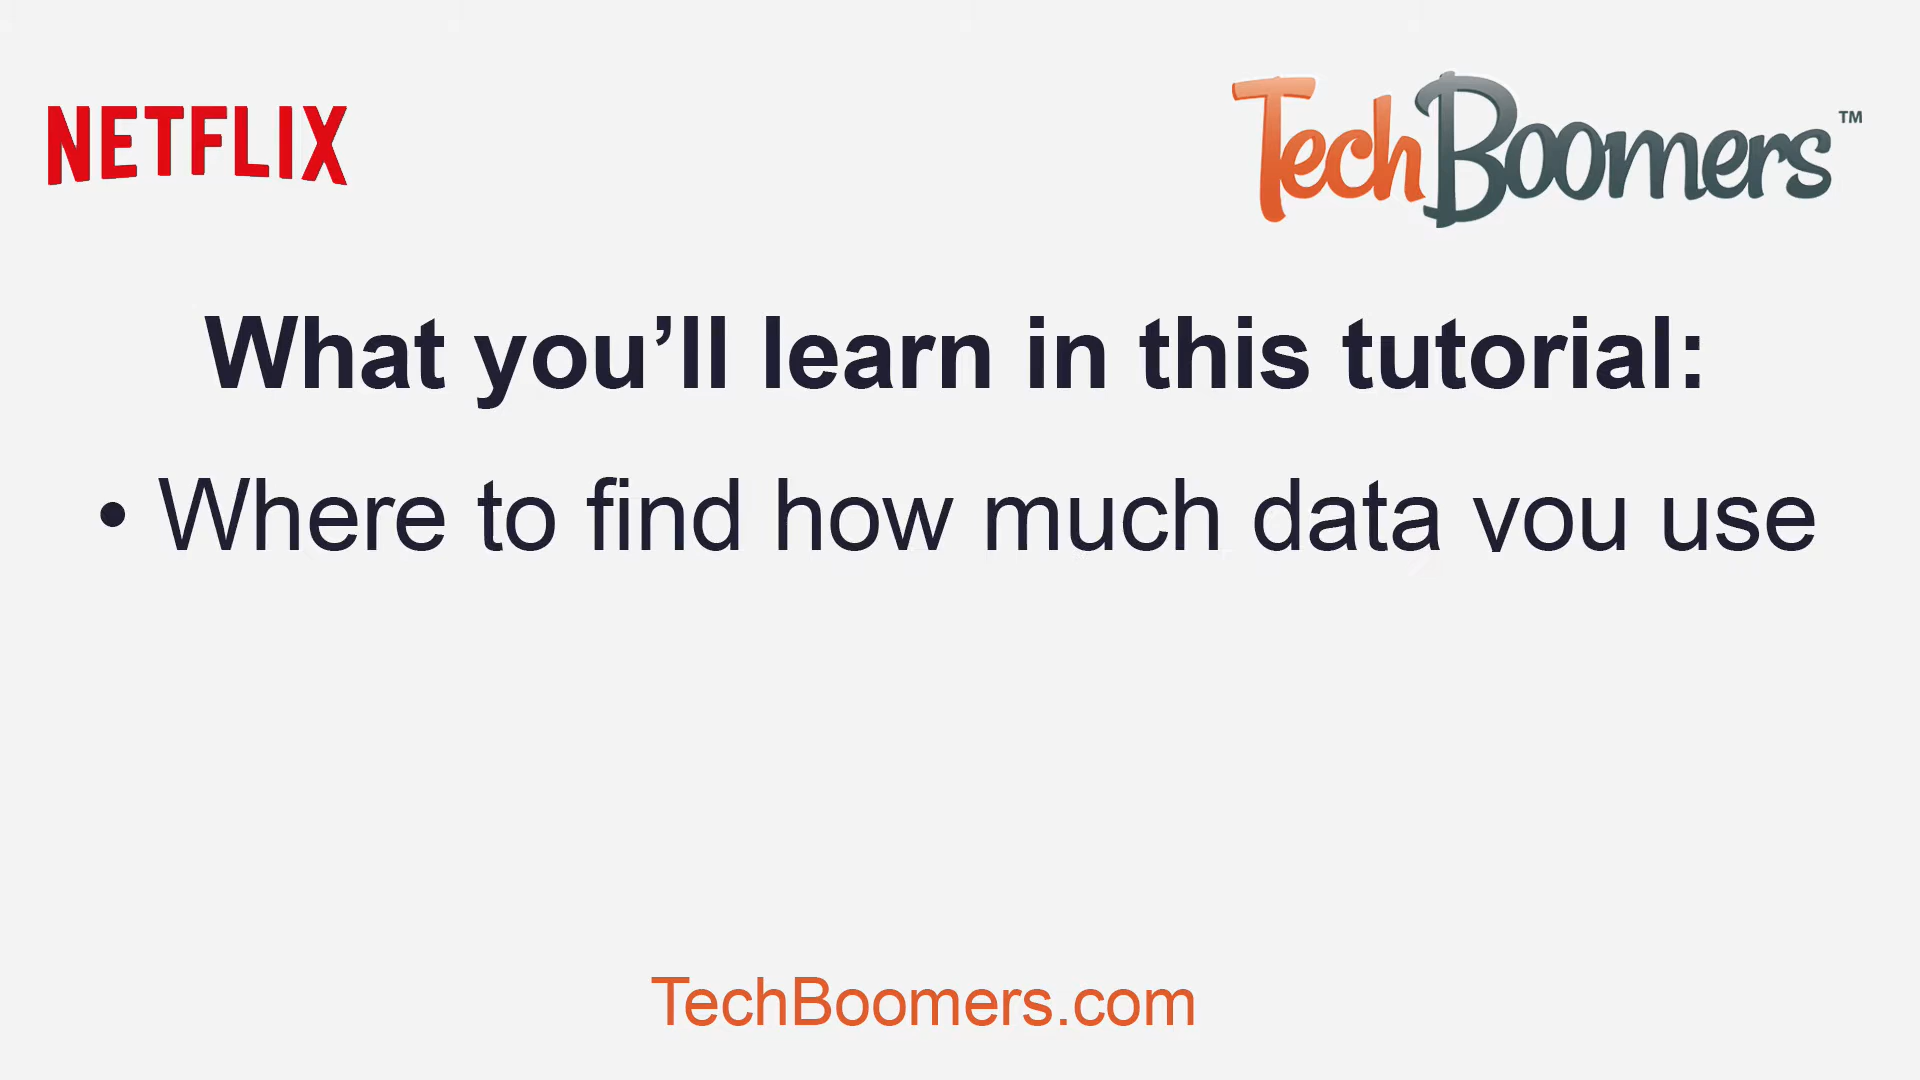 NETFLIX
TechBoomers™
What you’ll learn in this tutorial:
• Where to find how much data you use
TechBoomers.com